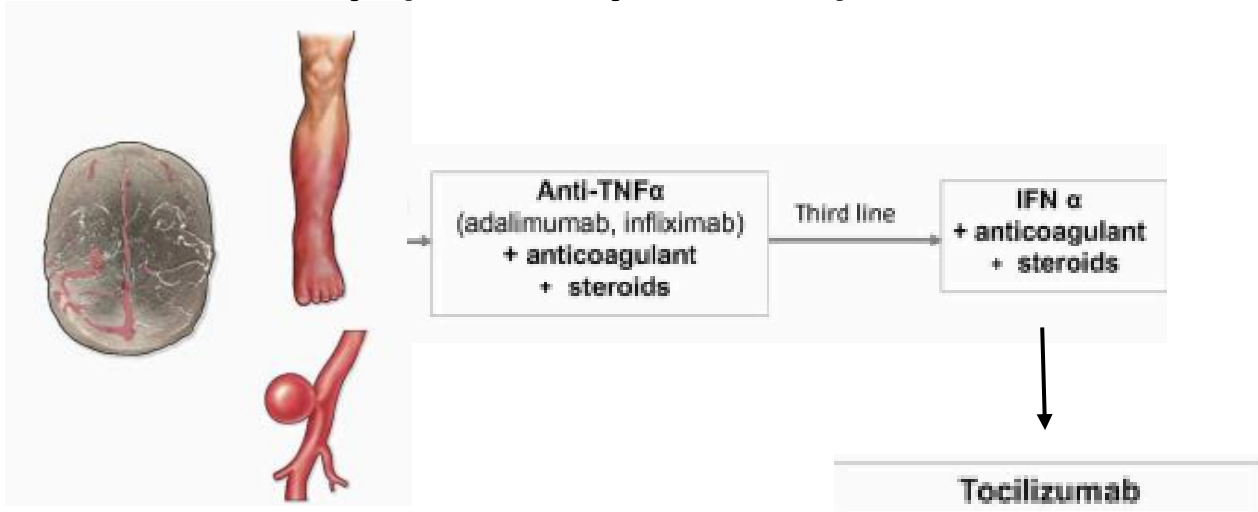 Anti-TNFα
(adalimumab, infliximab)
+ anticoagulant
+ steroids
Third line
IFN α
+ anticoagulant
+ steroids
Tocilizumab